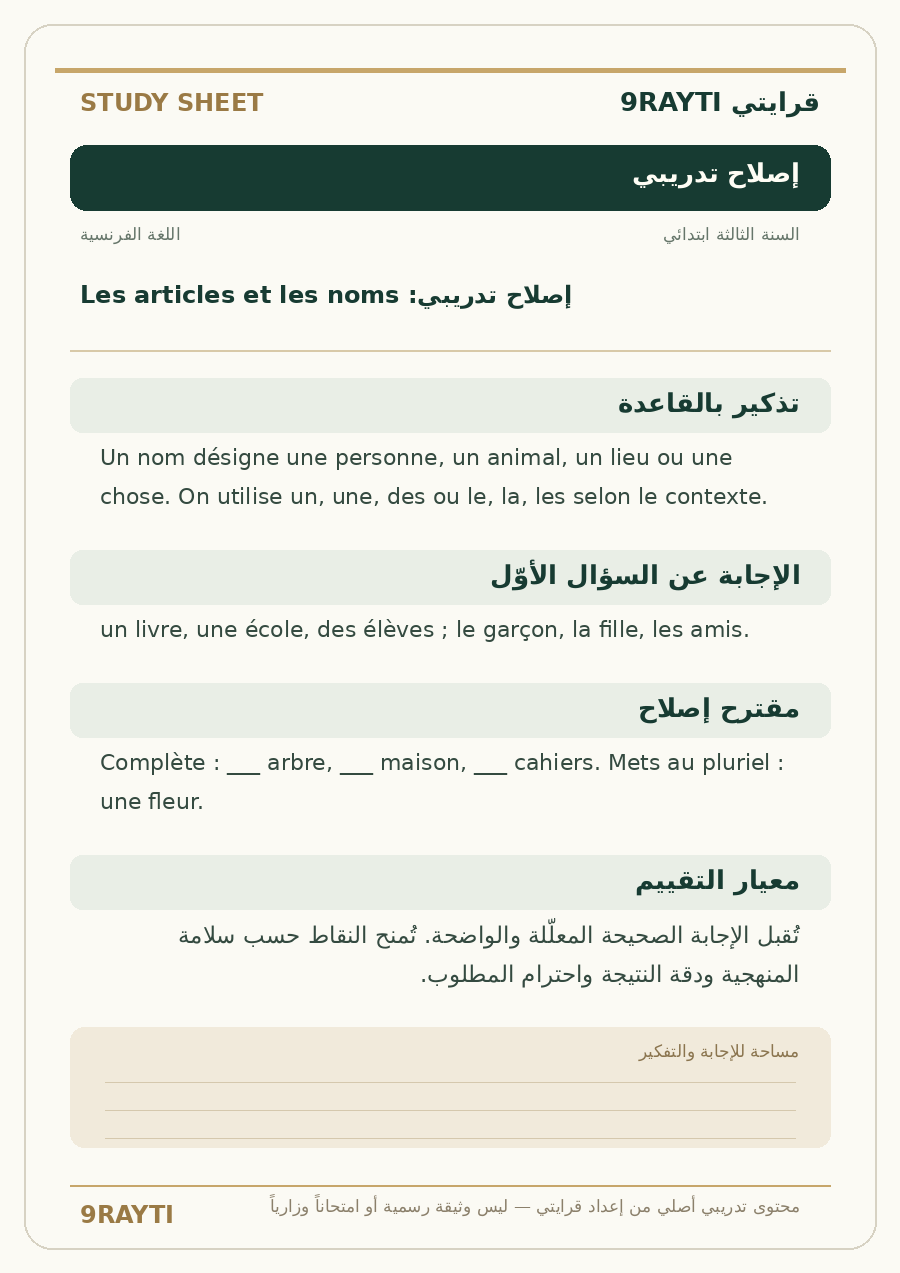 قرايتي 9RAYTI
STUDY SHEET
إصلاح تدريبي
السنة الثالثة ابتدائي
اللغة الفرنسية
إصلاح تدريبي: Les articles et les noms
تذكير بالقاعدة
Un nom désigne une personne, un animal, un lieu ou une
chose. On utilise un, une, des ou le, la, les selon le contexte.
الإجابة عن السؤال الأوّل
un livre, une école, des élèves ; le garçon, la fille, les amis.
مقترح إصلاح
Complète : ___ arbre, ___ maison, ___ cahiers. Mets au pluriel :
une fleur.
معيار التقييم
تُقبل الإجابة الصحيحة المعلّلة والواضحة. تُمنح النقاط حسب سلامة
المنهجية ودقة النتيجة واحترام المطلوب.
مساحة للإجابة والتفكير
محتوى تدريبي أصلي من إعداد قرايتي — ليس وثيقة رسمية أو امتحاناً وزارياً
9RAYTI